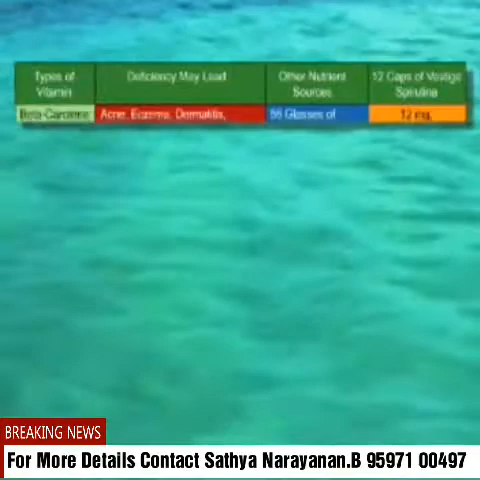 Types of Vitamin
Deficiency May Lead
Other Nutrient Sources
12 Caps of Vestige Spirulina
Beta-Carotene
Acne, Eczema, Dermatitis,
56 Glasses of
12 mg,
BREAKING NEWS
For More Details Contact Sathya Narayanan.B 95971 00497